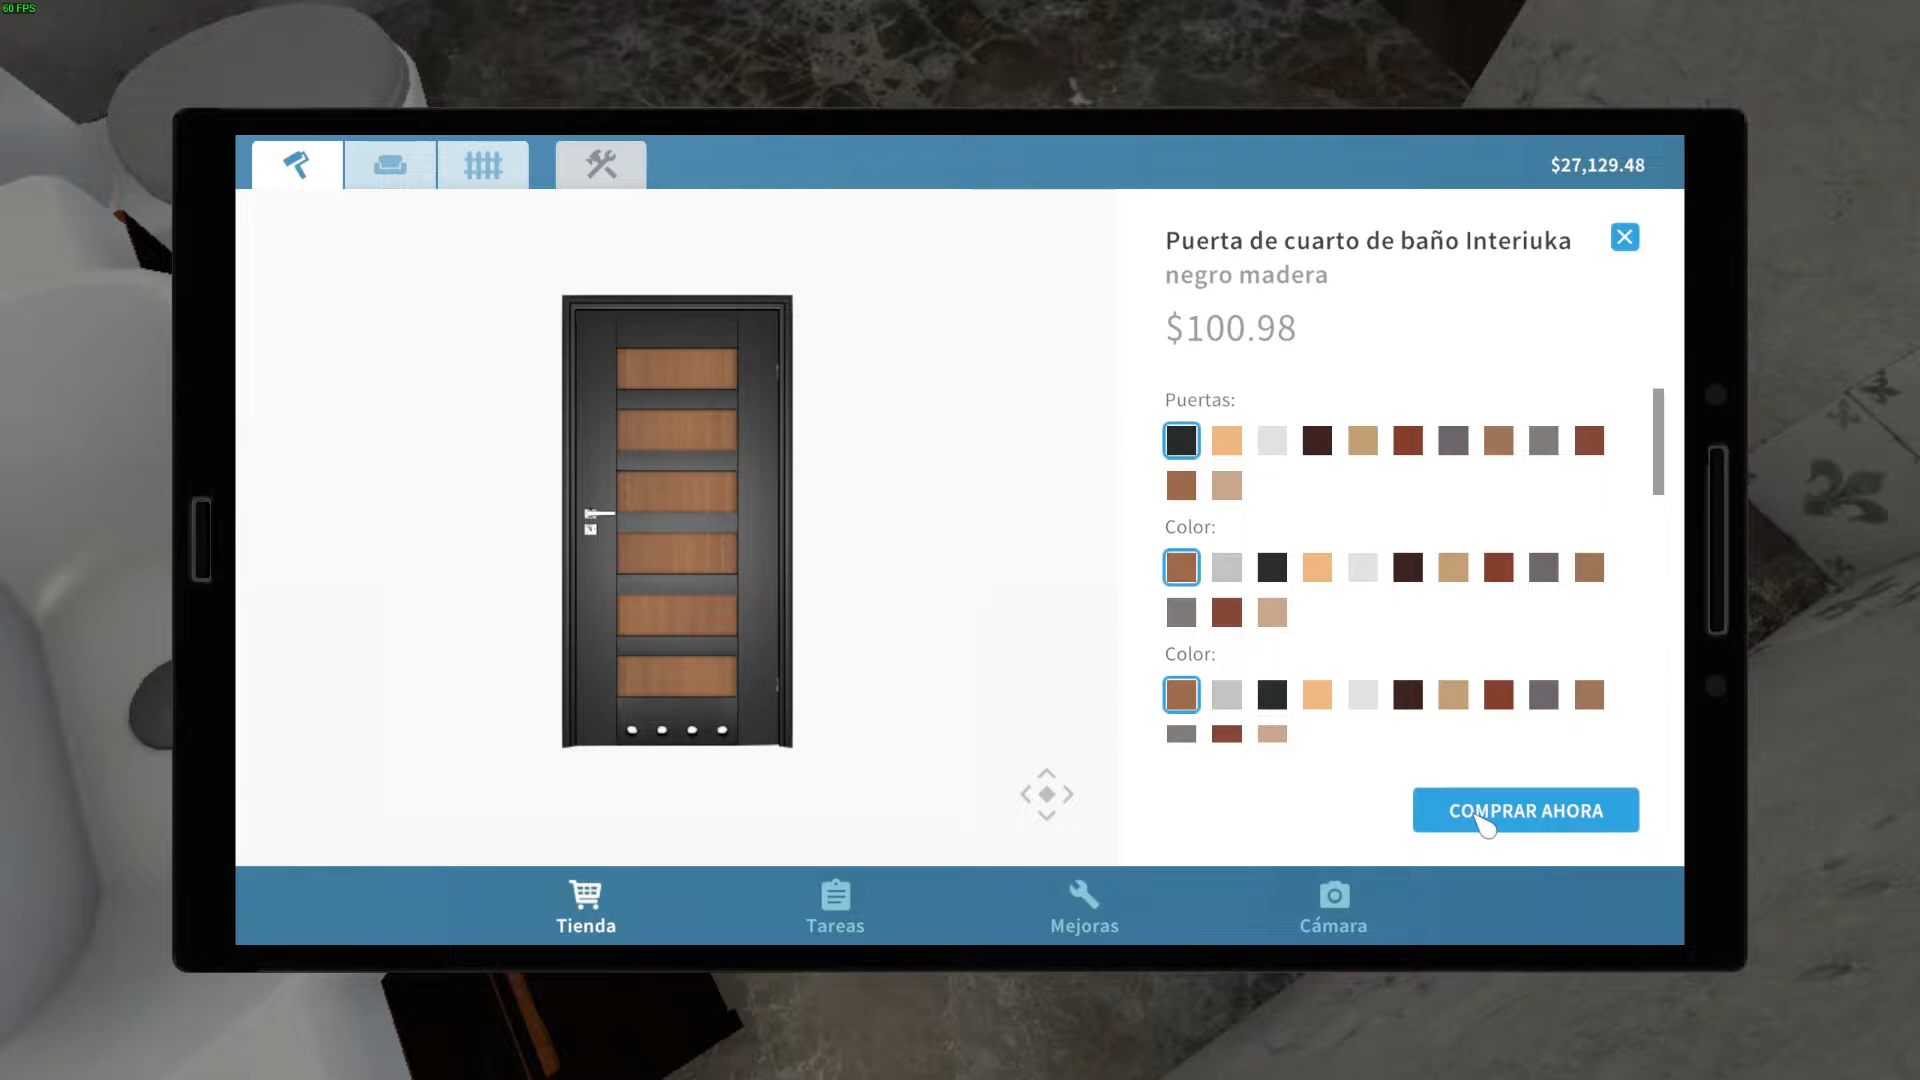 60 FPS
$27,129.48
Puerta de cuarto de baño Interiuka
negro madera
$100.98
Puertas:
Color:
Color:
COMPRAR AHORA
Tienda
Tareas
Mejoras
Cámara